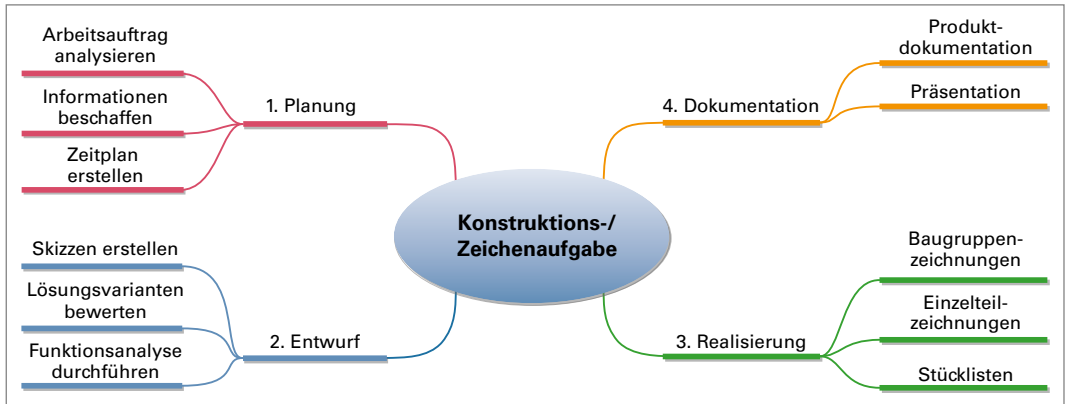 Konstruktions-/
Zeichenaufgabe
1. Planung
Arbeitsauftrag
analysieren
Informationen
beschaffen
Zeitplan
erstellen
2. Entwurf
Skizzen erstellen
Lösungsvarianten
bewerten
Funktionsanalyse
durchführen
3. Realisierung
Baugruppen-
zeichnungen
Einzelteil-
zeichnungen
Stücklisten
4. Dokumentation
Produkt-
dokumentation
Präsentation